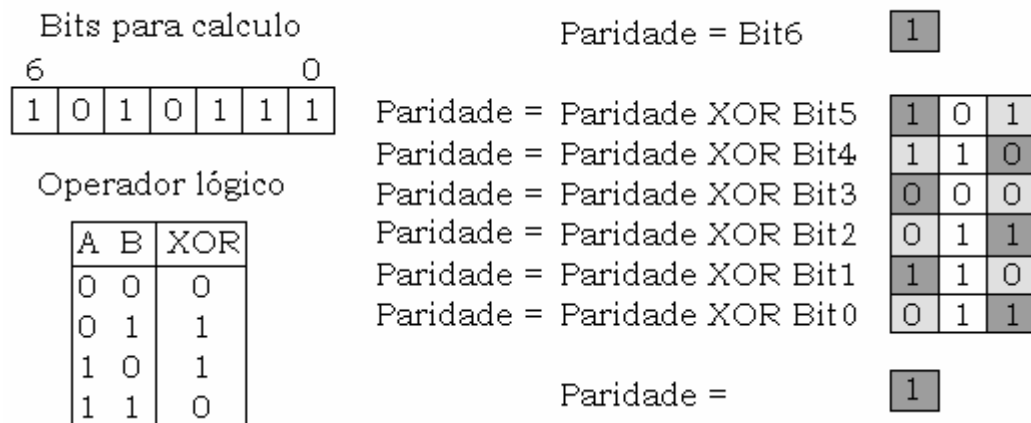 Bits para calculo
6 0
1 0 1 0 1 1 1
Operador lógico
A B XOR
0 0 0
0 1 1
1 0 1
1 1 0
Paridade = Bit6 1
Paridade = Paridade XOR Bit5 1 0 1
Paridade = Paridade XOR Bit4 1 1 0
Paridade = Paridade XOR Bit3 0 0 0
Paridade = Paridade XOR Bit2 0 1 1
Paridade = Paridade XOR Bit1 1 1 0
Paridade = Paridade XOR Bit0 0 1 1
Paridade = 1